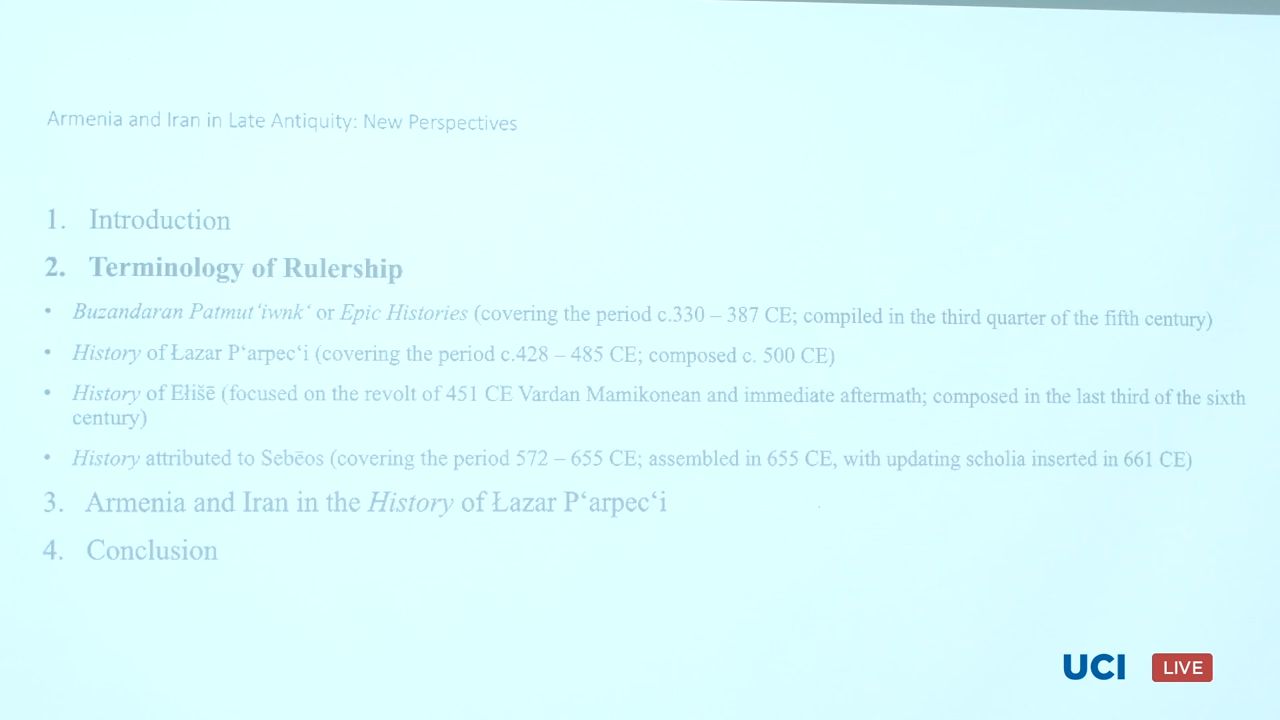 Armenia and Iran in Late Antiquity: New Perspectives
1. Introduction
2. Terminology of Rulership
• Buzandaran Patmut‘iwnk‘ or Epic Histories (covering the period c.330 – 387 CE; compiled in the third quarter of the fifth century)
• History of Łazar P‘arpec‘i (covering the period c.428 – 485 CE; composed c. 500 CE)
• History of Ełišē (focused on the revolt of 451 CE Vardan Mamikonean and immediate aftermath; composed in the last third of the sixth
century)
• History attributed to Sebēos (covering the period 572 – 655 CE; assembled in 655 CE, with updating scholia inserted in 661 CE)
3. Armenia and Iran in the History of Łazar P‘arpec‘i
4. Conclusion
UCI LIVE